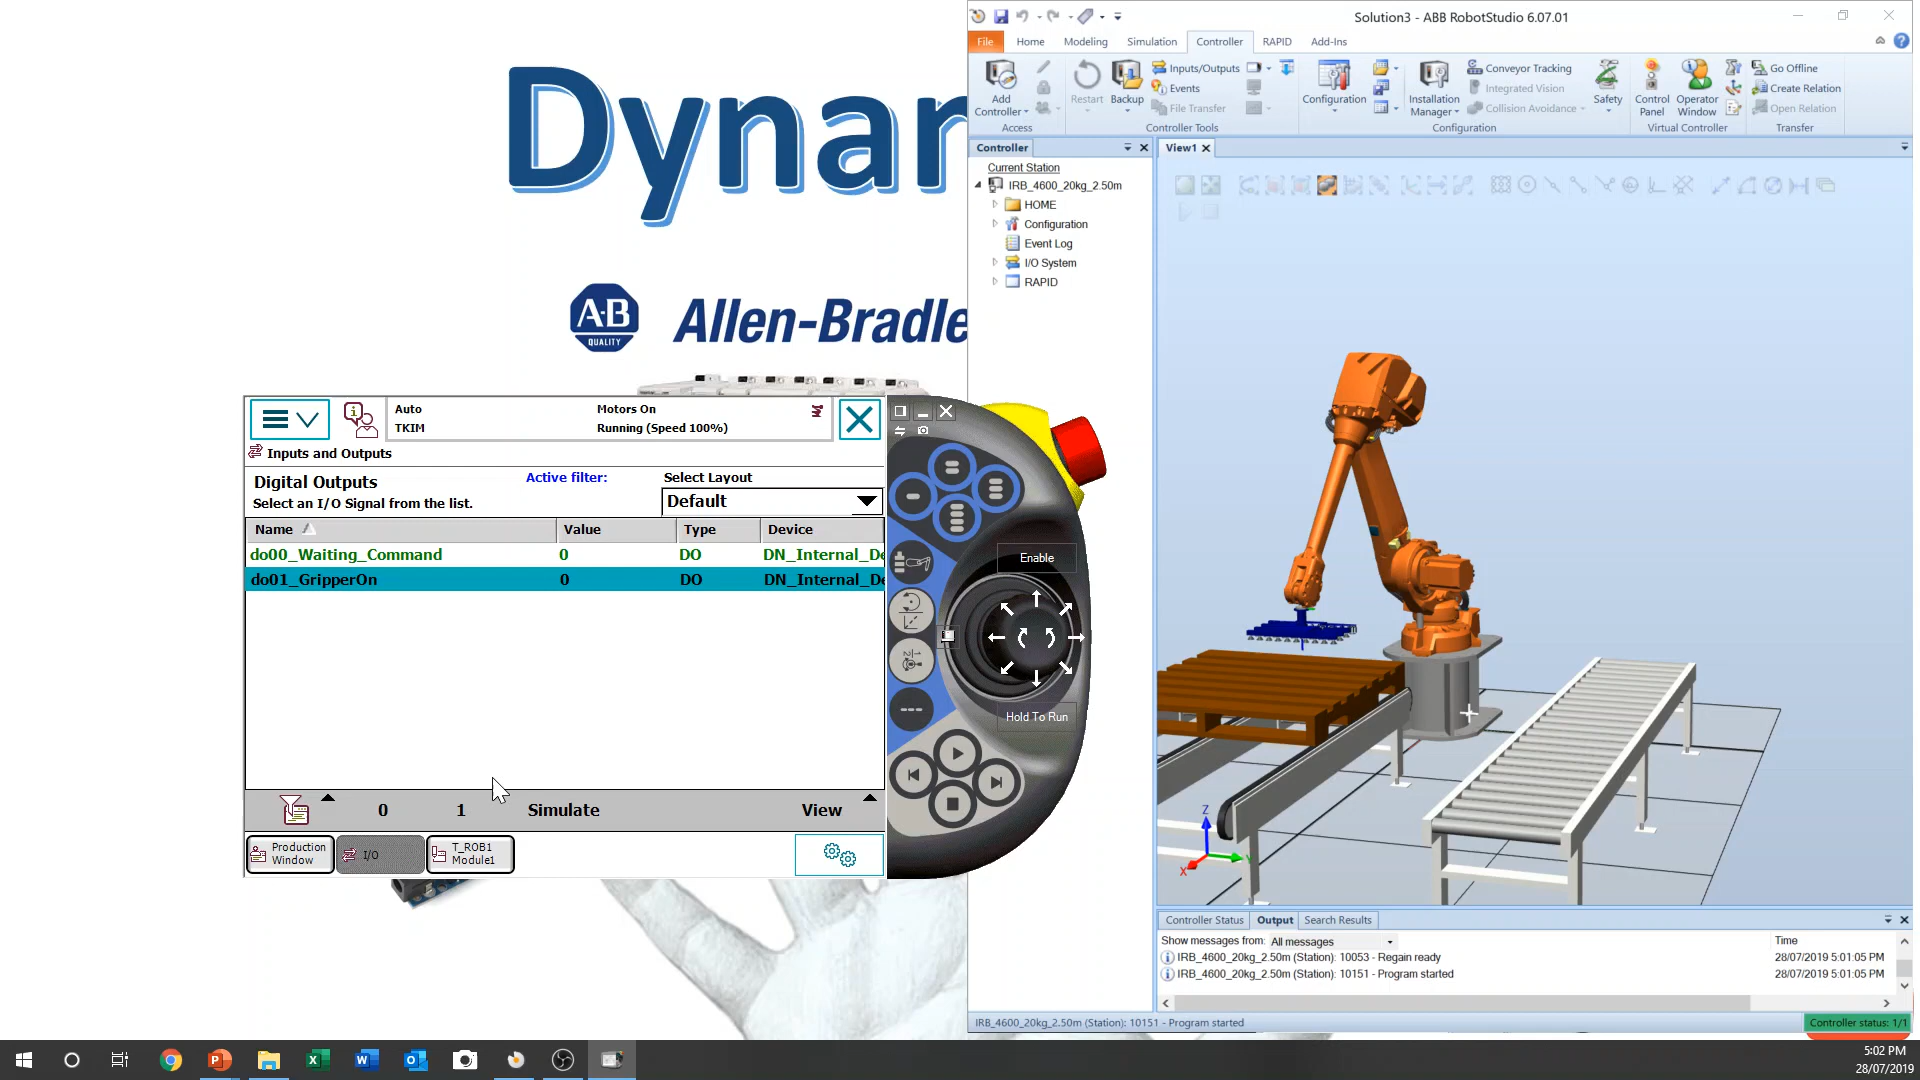 Dynar
A·B
QUALITY
Allen-Bradle
Solution3 - ABB RobotStudio 6.07.01
File
Home
Modeling
Simulation
Controller
RAPID
Add-Ins
Add
Controller
Access
Restart
Backup
Inputs/Outputs
Events
File Transfer
Controller Tools
Configuration
Installation
Manager
Conveyor Tracking
Integrated Vision
Collision Avoidance
Safety
Configuration
Control
Panel
Operator
Window
Virtual Controller
Go Offline
Create Relation
Open Relation
Transfer
Controller
Current Station
IRB_4600_20kg_2.50m
HOME
Configuration
Event Log
I/O System
RAPID
View1
Auto
TKIM
Motors On
Running (Speed 100%)
Inputs and Outputs
Digital Outputs
Select an I/O Signal from the list.
Active filter:
Select Layout
Default
Name
Value
Type
Device
do00_Waiting_Command
0
DO
DN_Internal_De
do01_GripperOn
0
DO
DN_Internal_De
0
1
Simulate
View
Production
Window
I/O
T_ROB1
Module1
Enable
Hold To Run
Z
X
Controller Status
Output
Search Results
Show messages from:
All messages
Time
IRB_4600_20kg_2.50m (Station): 10053 - Regain ready
28/07/2019 5:01:05 PM
IRB_4600_20kg_2.50m (Station): 10151 - Program started
28/07/2019 5:01:05 PM
IRB_4600_20kg_2.50m (Station): 10151 - Program started
Controller status: 1/1
5:02 PM
28/07/2019